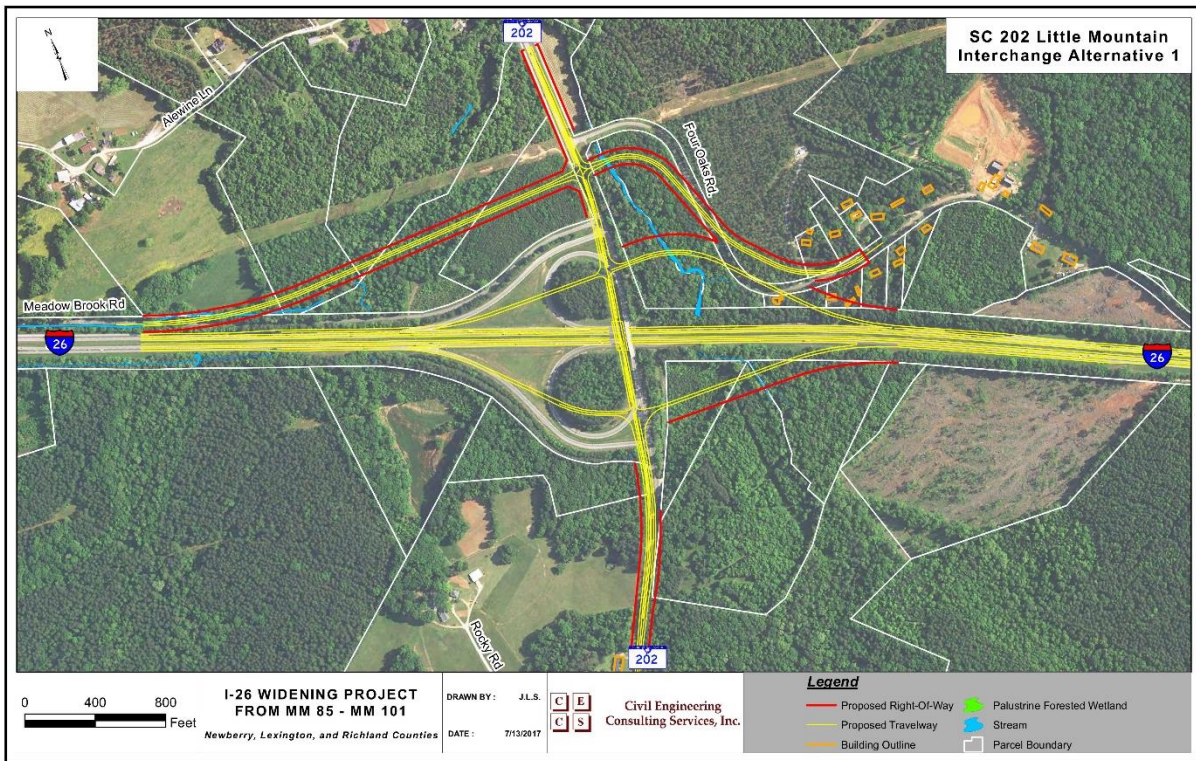 SC 202 Little Mountain
Interchange Alternative 1
N
202
Alewine Ln
Four Oaks Rd.
Meadow Brook Rd
26
26
Rocky Rd
202
0 400 800
Feet
I-26 WIDENING PROJECT
FROM MM 85 - MM 101
Newberry, Lexington, and Richland Counties
DRAWN BY : J.L.S.
DATE : 7/13/2017
C E
C S
Civil Engineering
Consulting Services, Inc.
Legend
Proposed Right-Of-Way
Proposed Travelway
Building Outline
Palustrine Forested Wetland
Stream
Parcel Boundary